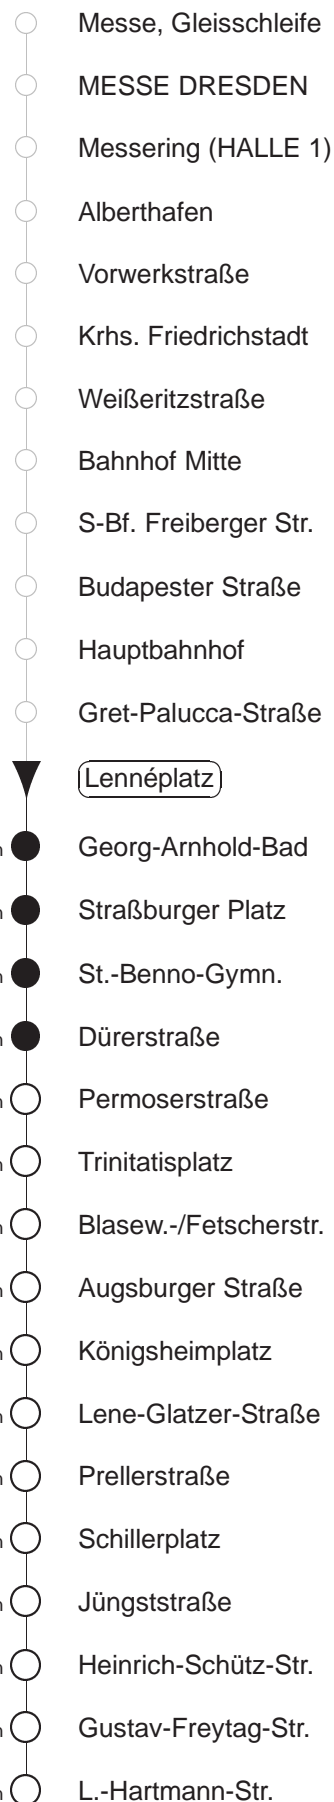 Messe, Gleisschleife
MESSE DRESDEN
Messering (HALLE 1)
Alberthafen
Vorwerkstraße
Krhs. Friedrichstadt
Weißeritzstraße
Bahnhof Mitte
S-Bf. Freiberger Str.
Budapester Straße
Hauptbahnhof
Gret-Palucca-Straße
Lennéplatz
Georg-Arnhold-Bad
Straßburger Platz
St.-Benno-Gymn.
Dürerstraße
Permoserstraße
Trinitatisplatz
Blasew.-/Fetscherstr.
Augsburger Straße
Königsheimplatz
Lene-Glatzer-Straße
Prellerstraße
Schillerplatz
Jüngststraße
Heinrich-Schütz-Str.
Gustav-Freytag-Str.
L.-Hartmann-Str.